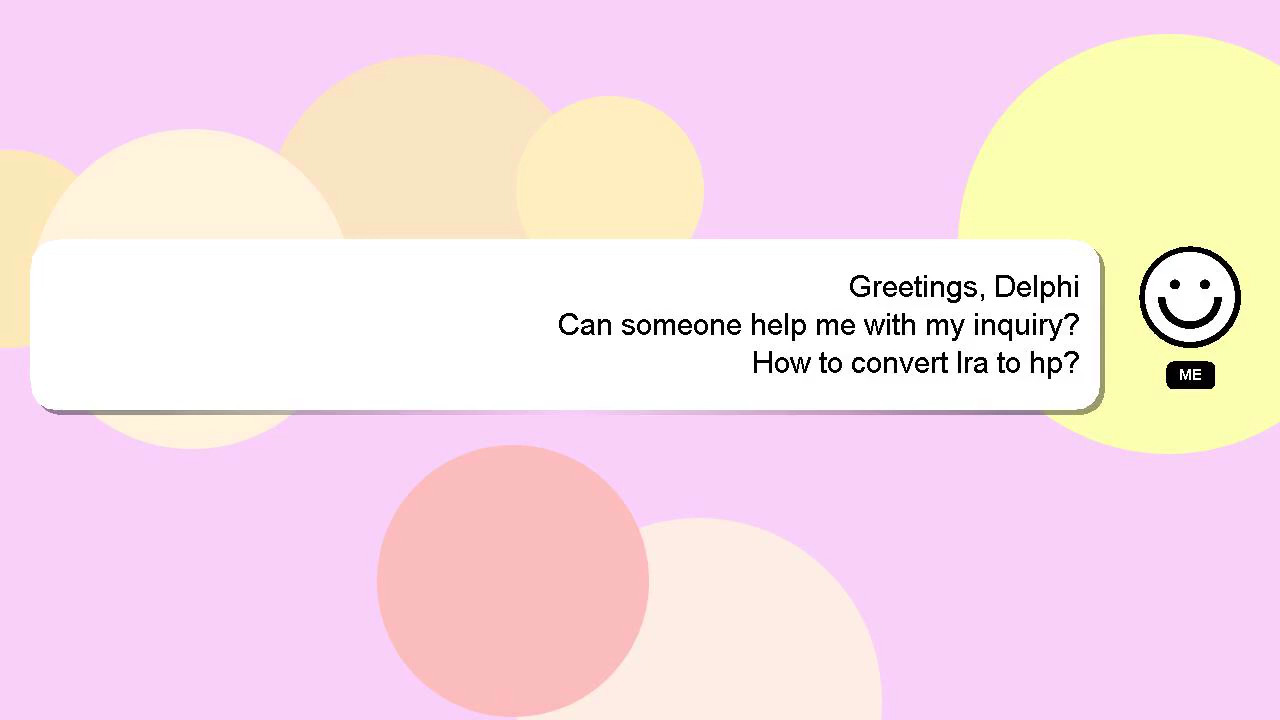 Greetings, Delphi
Can someone help me with my inquiry?
How to convert lra to hp?
ME